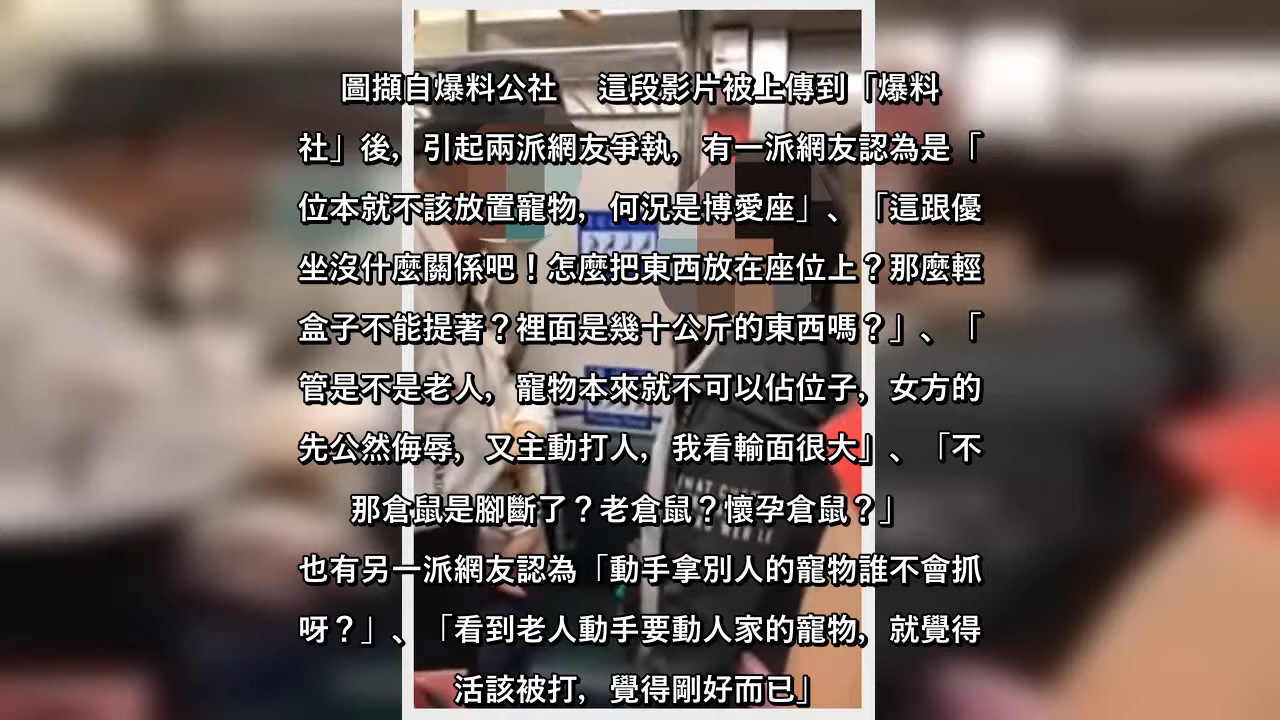 圖擷自爆料公社　這段影片被上傳到「爆料
社」後，引起兩派網友爭執，有一派網友認為是「
位本就不該放置寵物，何況是博愛座」、「這跟優
坐沒什麼關係吧！怎麼把東西放在座位上？那麼輕
盒子不能提著？裡面是幾十公斤的東西嗎？」、「
管是不是老人，寵物本來就不可以佔位子，女方的
先公然侮辱，又主動打人，我看輸面很大」、「不
那倉鼠是腳斷了？老倉鼠？懷孕倉鼠？」
也有另一派網友認為「動手拿別人的寵物誰不會抓
呀？」、「看到老人動手要動人家的寵物，就覺得
活該被打，覺得剛好而已」